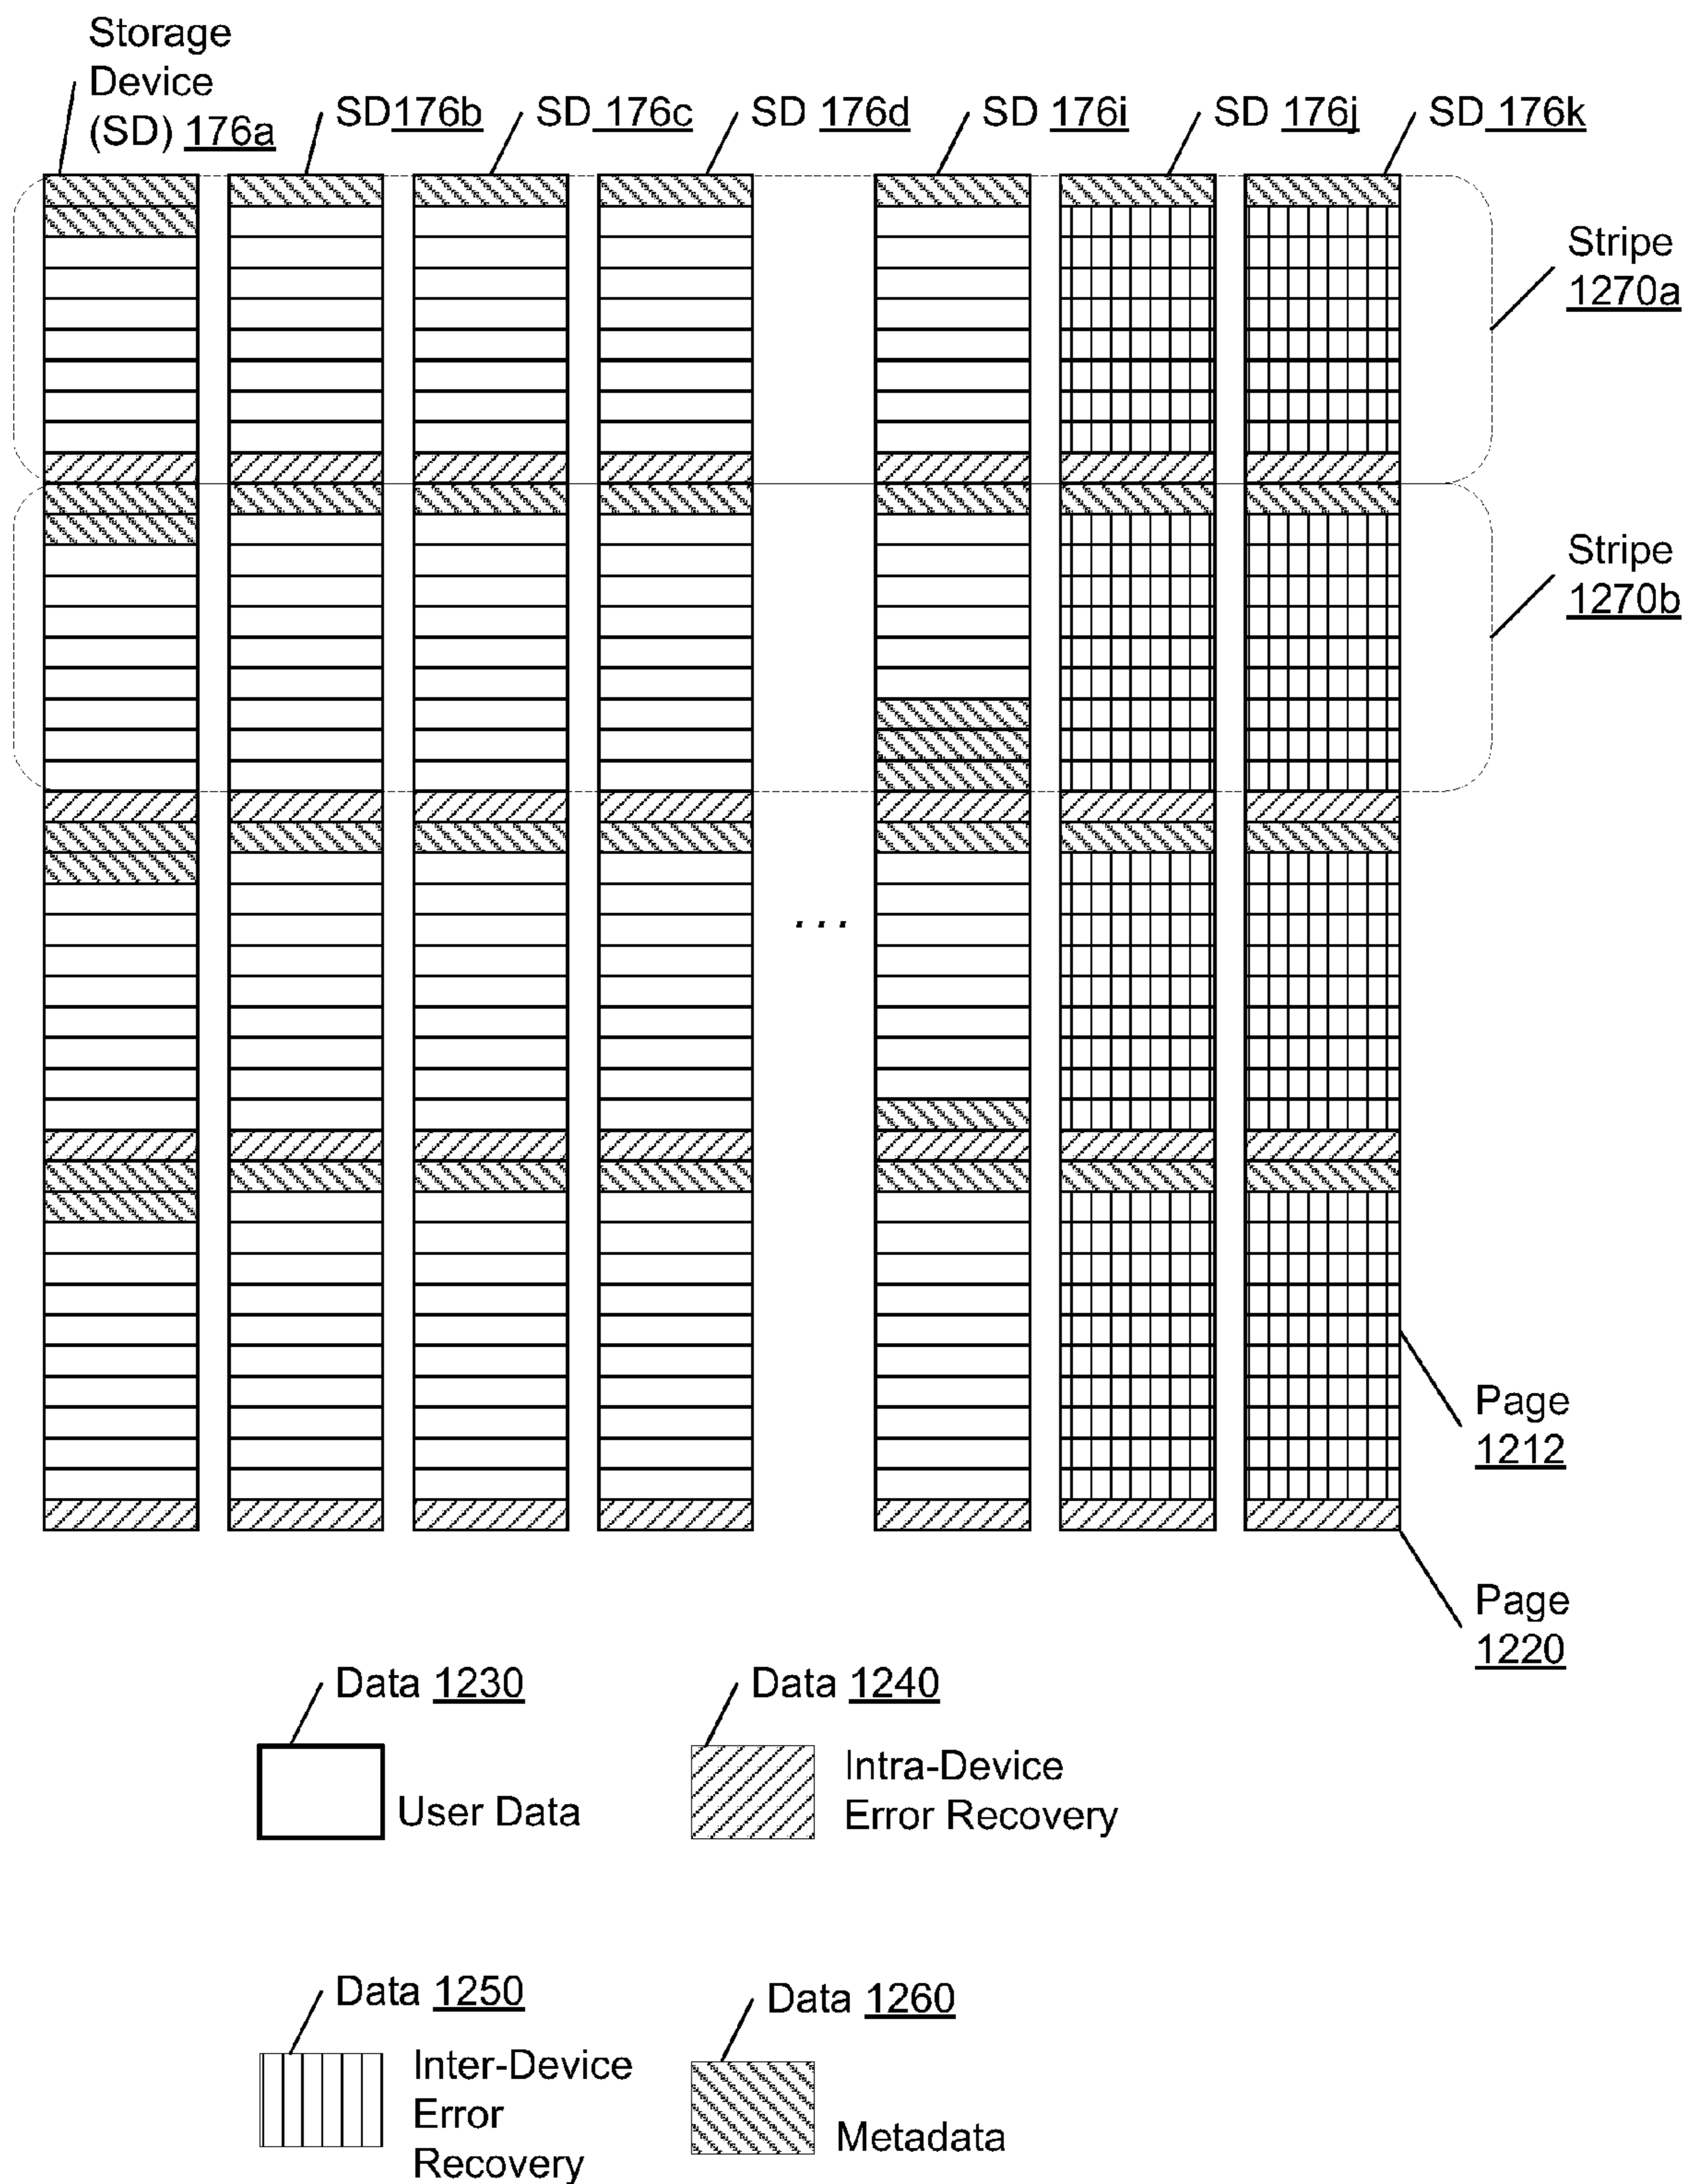 Storage
Device
(SD) 176a
SD176b
SD 176c
SD 176d
SD 176i
SD 176j
SD 176k
Stripe
1270a
Stripe
1270b
. . .
Page
1212
Page
1220
Data 1230
User Data
Data 1240
Intra-Device
Error Recovery
Data 1250
Inter-Device
Error
Recovery
Data 1260
Metadata